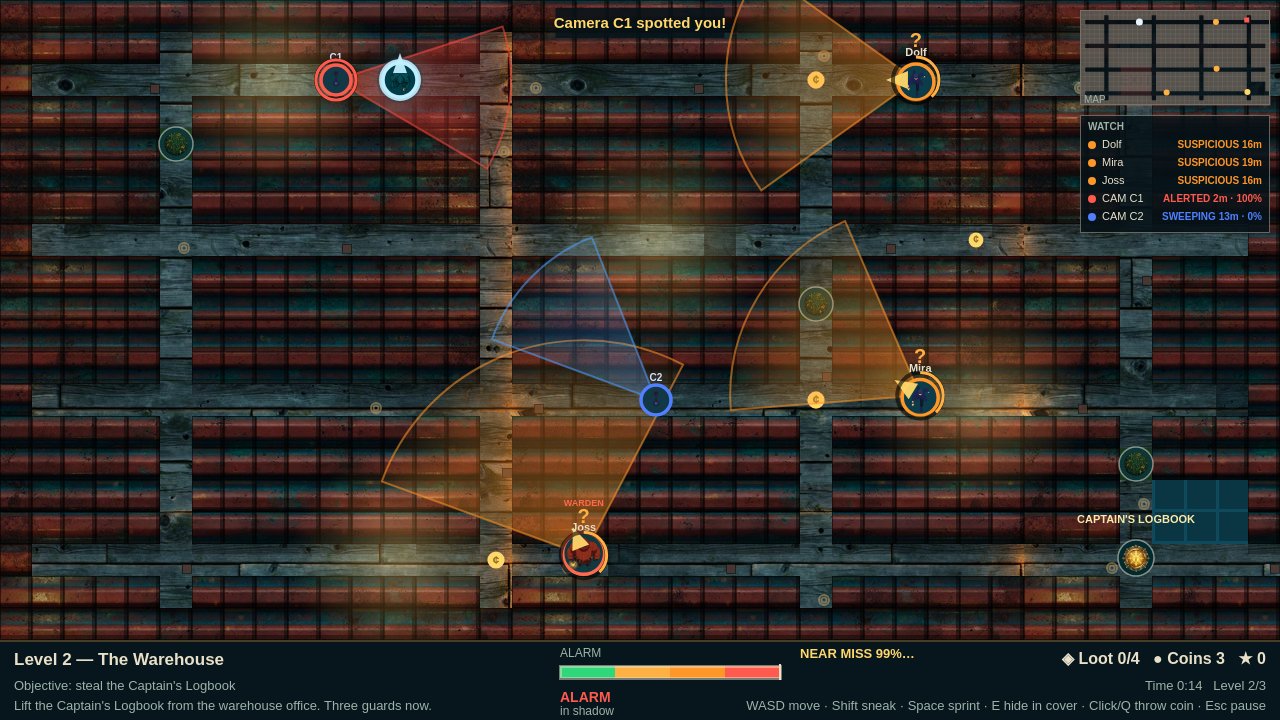 Camera C1 spotted you!
C1
?
Dolf
MAP
WATCH
Dolf SUSPICIOUS 16m
Mira SUSPICIOUS 19m
Joss SUSPICIOUS 16m
CAM C1 ALERTED 2m · 100%
CAM C2 SWEEPING 13m · 0%
?
Mira
C2
WARDEN
?
Joss
CAPTAIN'S LOGBOOK
Level 2 — The Warehouse
Objective: steal the Captain's Logbook
Lift the Captain's Logbook from the warehouse office. Three guards now.
ALARM
ALARM
in shadow
NEAR MISS 99%…
◈ Loot 0/4 ● Coins 3 ★ 0
Time 0:14 Level 2/3
WASD move · Shift sneak · Space sprint · E hide in cover · Click/Q throw coin · Esc pause